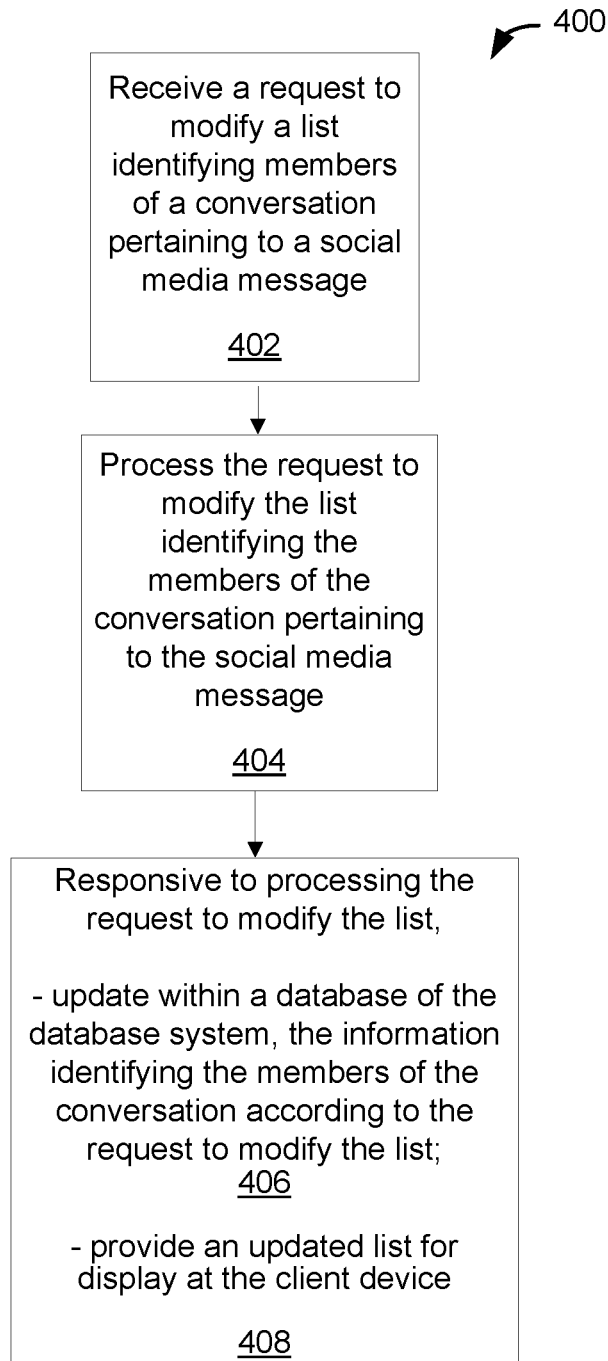 400
Receive a request to
modify a list
identifying members
of a conversation
pertaining to a social
media message
402
Process the request to
modify the list
identifying the
members of the
conversation pertaining
to the social media
message
404
Responsive to processing the
request to modify the list,
- update within a database of the
database system, the information
identifying the members of the
conversation according to the
request to modify the list;
406
- provide an updated list for
display at the client device
408